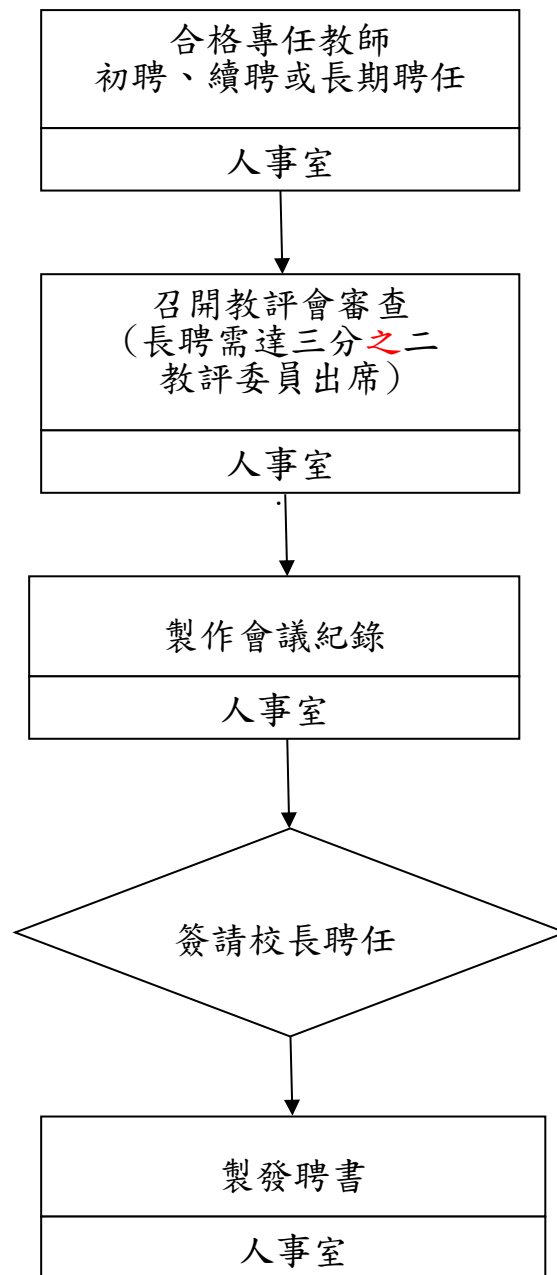 合格專任教師
初聘、續聘或長期聘任
人事室
召開教評會審查
（長聘需達三分之二
教評委員出席）
人事室
製作會議紀錄
人事室
簽請校長聘任
製發聘書
人事室